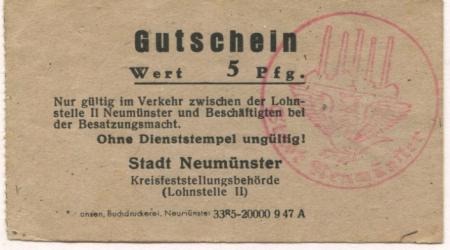 Gutschein
Wert 5 Pfg.
Nur gültig im Verkehr zwischen der Lohn-
stelle II Neumünster und Beschäftigten bei
der Besatzungsmacht.
Ohne Dienststempel ungültig!
Stadt Neumünster
Kreisfeststellungsbehörde
(Lohnstelle II)
Buchdruckerei, Neumünster 3385-20000 9 47 A
Neumünster